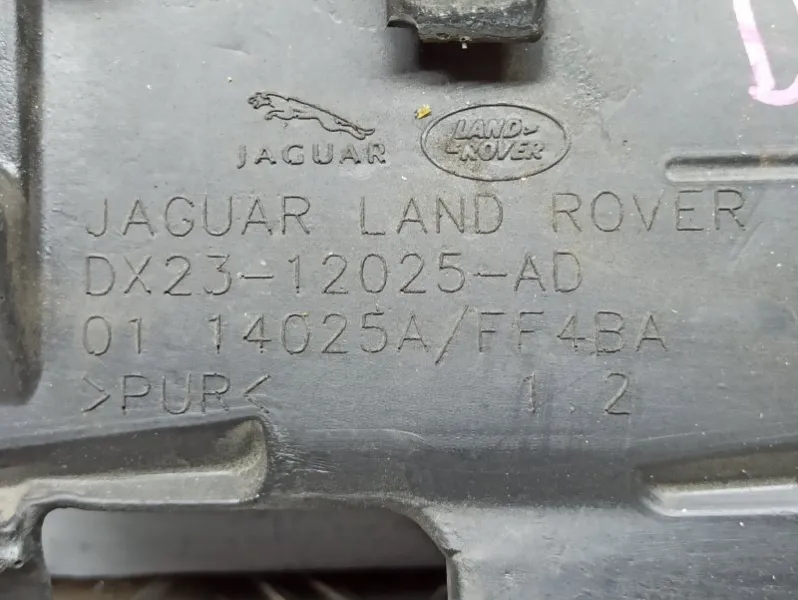 JAGUAR LAND ROVER
JAGUAR LAND ROVER
DX23-12025-AD
01 14025A/FF4BA
>PUR< 1 2